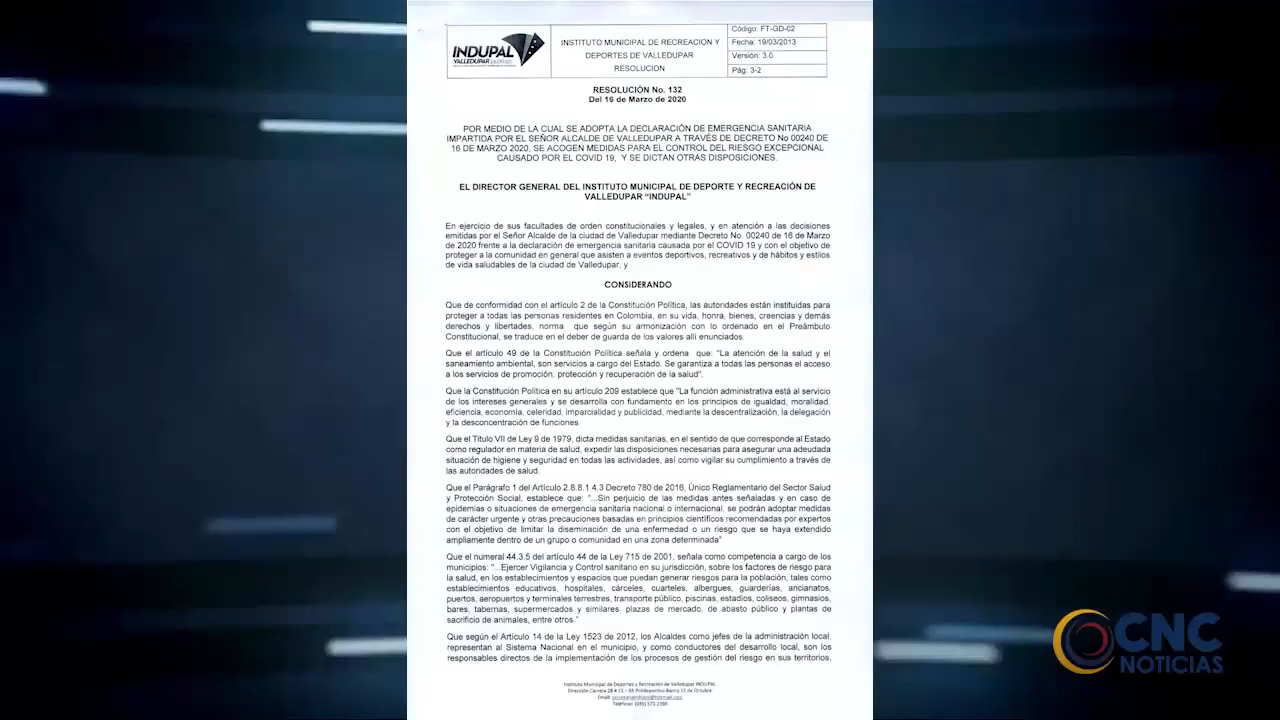 INDUPAL
VALLEDUPAR
INSTITUTO MUNICIPAL DE RECREACION Y
DEPORTES DE VALLEDUPAR
RESOLUCION
Código: FT-GD-02
Fecha: 19/03/2013
Versión: 3.0
Pág: 3-2
RESOLUCIÓN No. 132
Del 16 de Marzo de 2020
POR MEDIO DE LA CUAL SE ADOPTA LA DECLARACIÓN DE EMERGENCIA SANITARIA
IMPARTIDA POR EL SEÑOR ALCALDE DE VALLEDUPAR A TRAVÉS DE DECRETO No 00240 DE
16 DE MARZO 2020, SE ACOGEN MEDIDAS PARA EL CONTROL DEL RIESGO EXCEPCIONAL
CAUSADO POR EL COVID 19, Y SE DICTAN OTRAS DISPOSICIONES.
EL DIRECTOR GENERAL DEL INSTITUTO MUNICIPAL DE DEPORTE Y RECREACIÓN DE
VALLEDUPAR "INDUPAL"
En ejercicio de sus facultades de orden constitucionales y legales, y en atención a las decisiones
emitidas por el Señor Alcalde de la ciudad de Valledupar mediante Decreto No. 00240 de 16 de Marzo
de 2020 frente a la declaración de emergencia sanitaria causada por el COVID 19 y con el objetivo de
proteger a la comunidad en general que asisten a eventos deportivos, recreativos y de hábitos y estilos
de vida saludables de la ciudad de Valledupar, y
CONSIDERANDO
Que de conformidad con el artículo 2 de la Constitución Política, las autoridades están instituidas para
proteger a todas las personas residentes en Colombia, en su vida, honra, bienes, creencias y demás
derechos y libertades, norma que según su armonización con lo ordenado en el Preámbulo
Constitucional, se traduce en el deber de guarda de los valores allí enunciados.
Que el artículo 49 de la Constitución Política señala y ordena que: "La atención de la salud y el
saneamiento ambiental, son servicios a cargo del Estado. Se garantiza a todas las personas el acceso
a los servicios de promoción, protección y recuperación de la salud".
Que la Constitución Política en su artículo 209 establece que "La función administrativa está al servicio
de los intereses generales y se desarrolla con fundamento en los principios de igualdad, moralidad,
eficiencia, economía, celeridad, imparcialidad y publicidad, mediante la descentralización, la delegación
y la desconcentración de funciones
Que el Titulo VII de Ley 9 de 1979, dicta medidas sanitarias, en el sentido de que corresponde al Estado
como regulador en materia de salud, expedir las disposiciones necesarias para asegurar una adeudada
situación de higiene y seguridad en todas las actividades, así como vigilar su cumplimiento a través de
las autoridades de salud.
Que el Parágrafo 1 del Artículo 2.8.8.1.4.3 Decreto 780 de 2016, Único Reglamentario del Sector Salud
y Protección Social, establece que: "...Sin perjuicio de las medidas antes señaladas y en caso de
epidemias o situaciones de emergencia sanitaria nacional o internacional, se podrán adoptar medidas
de carácter urgente y otras precauciones basadas en principios científicos recomendadas por expertos
con el objetivo de limitar la diseminación de una enfermedad o un riesgo que se haya extendido
ampliamente dentro de un grupo o comunidad en una zona determinada"
Que el numeral 44.3.5 del artículo 44 de la Ley 715 de 2001, señala como competencia a cargo de los
municipios: "...Ejercer Vigilancia y Control sanitario en su jurisdicción, sobre los factores de riesgo para
la salud, en los establecimientos y espacios que puedan generar riesgos para la población, tales como
establecimientos educativos, hospitales, cárceles, cuarteles, albergues, guarderías, ancianatos,
puertos, aeropuertos y terminales terrestres, transporte público, piscinas, estadios, coliseos, gimnasios,
bares, tabernas, supermercados y similares, plazas de mercado, de abasto público y plantas de
sacrificio de animales, entre otros."
Que según el Artículo 14 de la Ley 1523 de 2012, los Alcaldes como jefes de la administración local,
representan al Sistema Nacional en el municipio, y como conductores del desarrollo local, son los
responsables directos de la implementación de los procesos de gestión del riesgo en sus territorios,
Instituto Municipal de Deportes y Recreación de Valledupar INDUPAL
Dirección Carrera 28 # 15 – 65 Polideportivo Barrio 11 de Octubre
Email:
Teléfono: (035) 571 2385
CNC
NOTICIAS